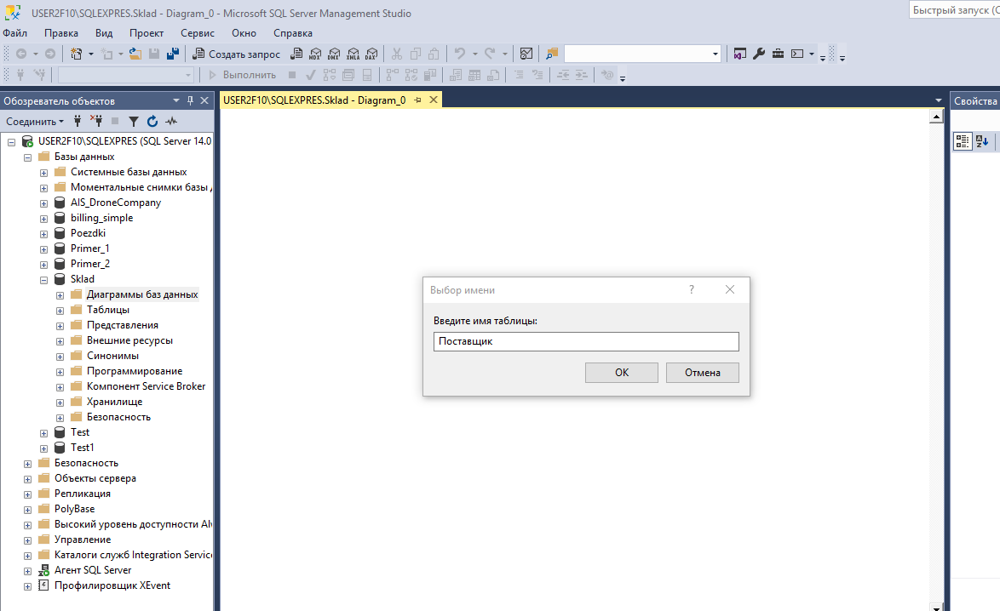 USER2F10\SQLEXPRES.Sklad - Diagram_0 - Microsoft SQL Server Management Studio
Быстрый запуск (C
Файл Правка Вид Проект Сервис Окно Справка
Создать запрос MDX DMX XMLA DAX
Выполнить
Обозреватель объектов
USER2F10\SQLEXPRES.Sklad - Diagram_0
Свойства
Соединить
USER2F10\SQLEXPRES (SQL Server 14.0
Базы данных
Системные базы данных
Моментальные снимки базы
AIS_DroneCompany
billing_simple
Poezdki
Primer_1
Primer_2
Sklad
Диаграммы баз данных
Таблицы
Представления
Внешние ресурсы
Синонимы
Программирование
Компонент Service Broker
Хранилище
Безопасность
Test
Test1
Безопасность
Объекты сервера
Репликация
PolyBase
Высокий уровень доступности Al
Управление
Каталоги служб Integration Service
Агент SQL Server
Профилировщик XEvent
Выбор имени
Введите имя таблицы:
Поставщик
OK Отмена